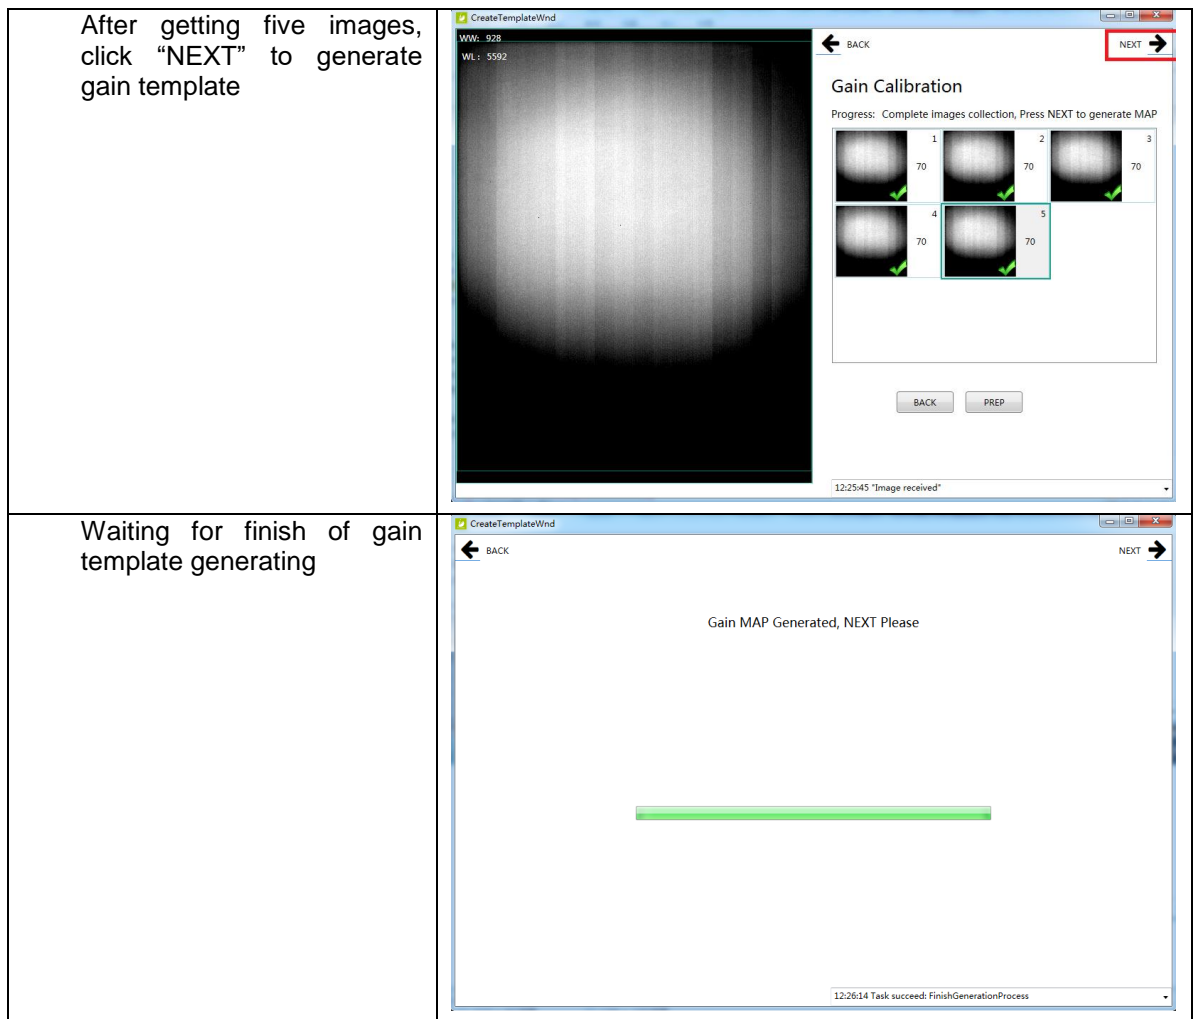 After getting five images,
click “NEXT” to generate
gain template
CreateTemplateWnd
WW: 928
WL: 5592
BACK
NEXT
Gain Calibration
Progress: Complete images collection, Press NEXT to generate MAP
1
70
2
70
3
70
4
70
5
70
BACK
PREP
12:25:45 "Image received"
Waiting for finish of gain
template generating
CreateTemplateWnd
BACK
NEXT
Gain MAP Generated, NEXT Please
12:26:14 Task succeed: FinishGenerationProcess